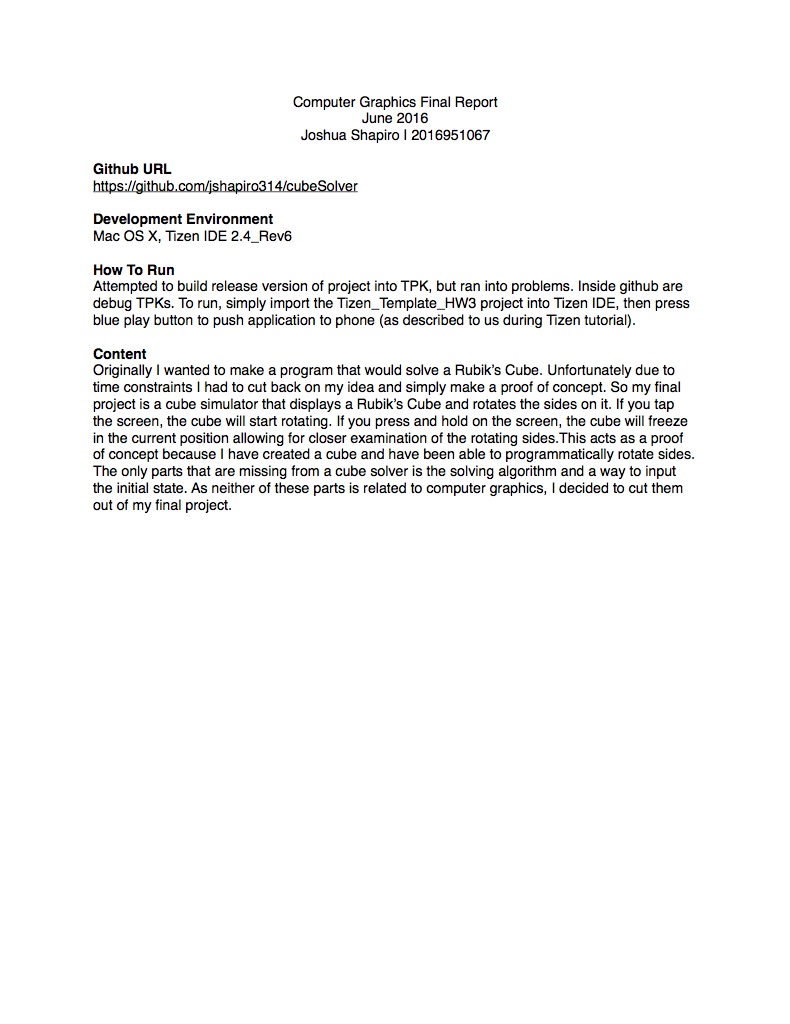 Computer Graphics Final Report
June 2016
Joshua Shapiro | 2016951067
Github URL
https://github.com/jshapiro314/cubeSolver
Development Environment
Mac OS X, Tizen IDE 2.4_Rev6
How To Run
Attempted to build release version of project into TPK, but ran into problems. Inside github are
debug TPKs. To run, simply import the Tizen_Template_HW3 project into Tizen IDE, then press
blue play button to push application to phone (as described to us during Tizen tutorial).
Content
Originally I wanted to make a program that would solve a Rubik’s Cube. Unfortunately due to
time constraints I had to cut back on my idea and simply make a proof of concept. So my final
project is a cube simulator that displays a Rubik’s Cube and rotates the sides on it. If you tap
the screen, the cube will start rotating. If you press and hold on the screen, the cube will freeze
in the current position allowing for closer examination of the rotating sides.This acts as a proof
of concept because I have created a cube and have been able to programmatically rotate sides.
The only parts that are missing from a cube solver is the solving algorithm and a way to input
the initial state. As neither of these parts is related to computer graphics, I decided to cut them
out of my final project.